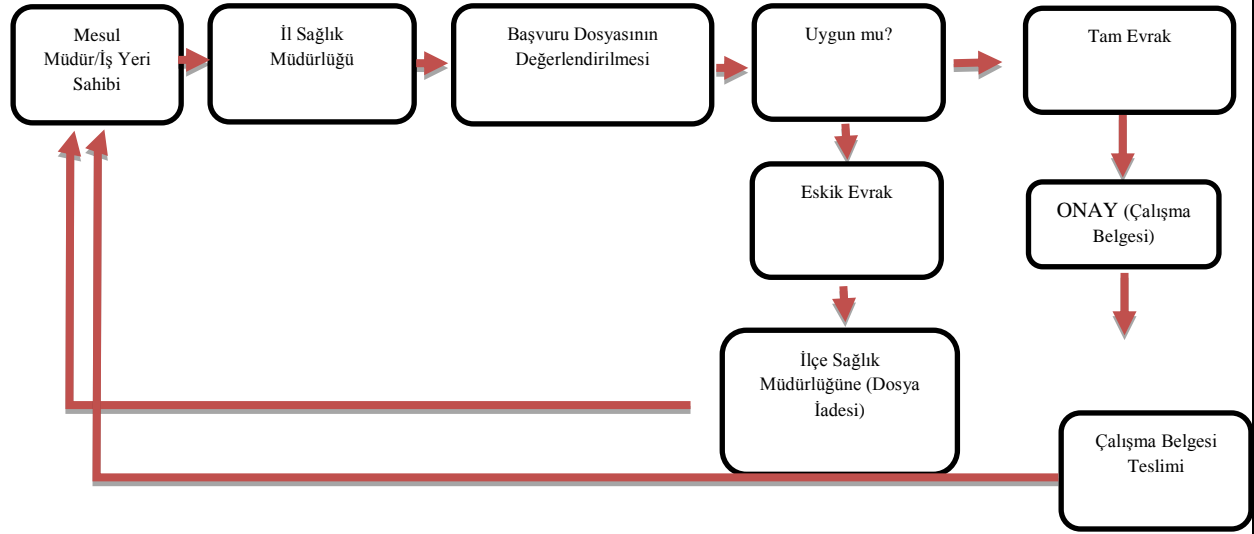 Mesul
Müdür/İş Yeri
Sahibi
İl Sağlık
Müdürlüğü
Başvuru Dosyasının
Değerlendirilmesi
Uygun mu?
Tam Evrak
Eskik Evrak
ONAY (Çalışma
Belgesi)
İlçe Sağlık
Müdürlüğüne (Dosya
İadesi)
Çalışma Belgesi
Teslimi